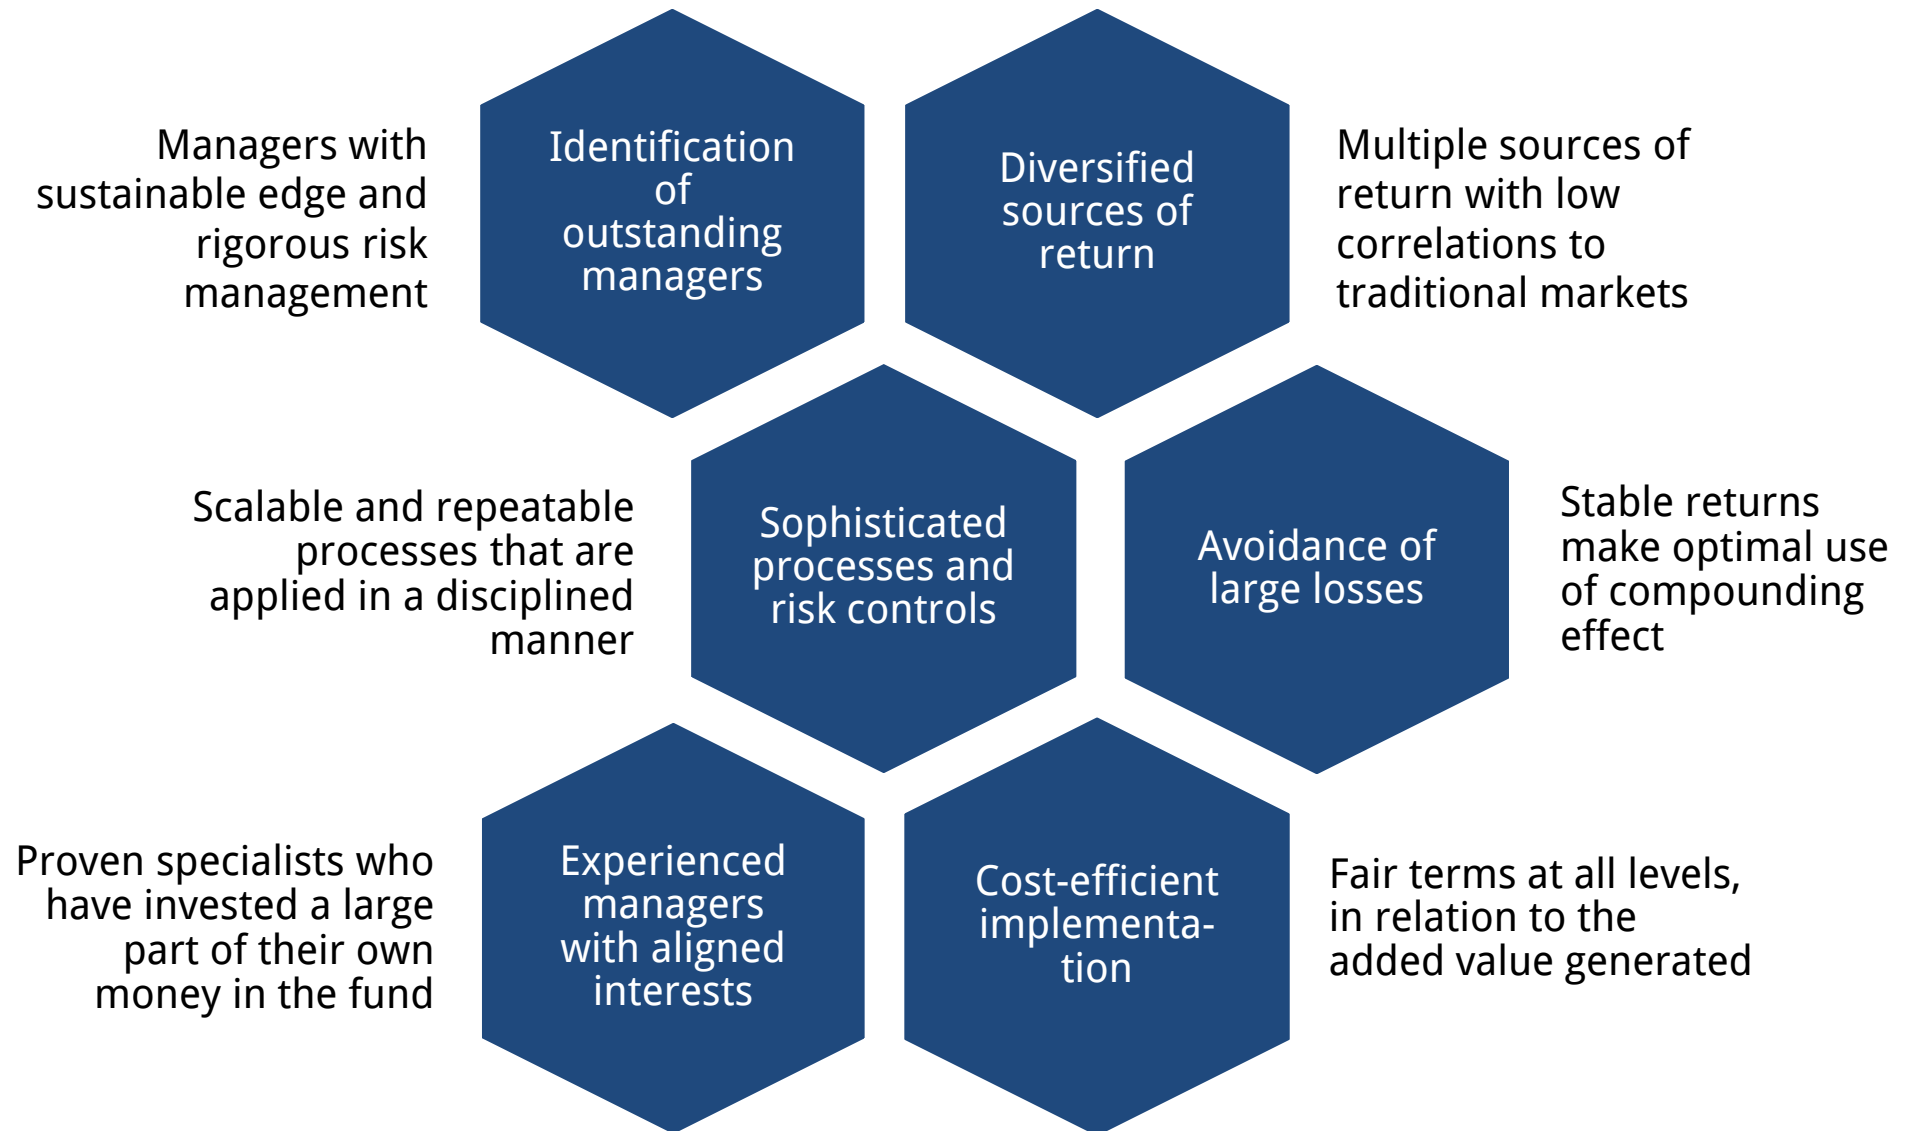 Managers with
sustainable edge and
rigorous risk
management
Identification
of
outstanding
managers
Diversified
sources of
return
Multiple sources of
return with low
correlations to
traditional markets
Scalable and repeatable
processes that are
applied in a disciplined
manner
Sophisticated
processes and
risk controls
Avoidance of
large losses
Stable returns
make optimal use
of compounding
effect
Proven specialists who
have invested a large
part of their own
money in the fund
Experienced
managers
with aligned
interests
Cost-efficient
implementa-
tion
Fair terms at all levels,
in relation to the
added value generated